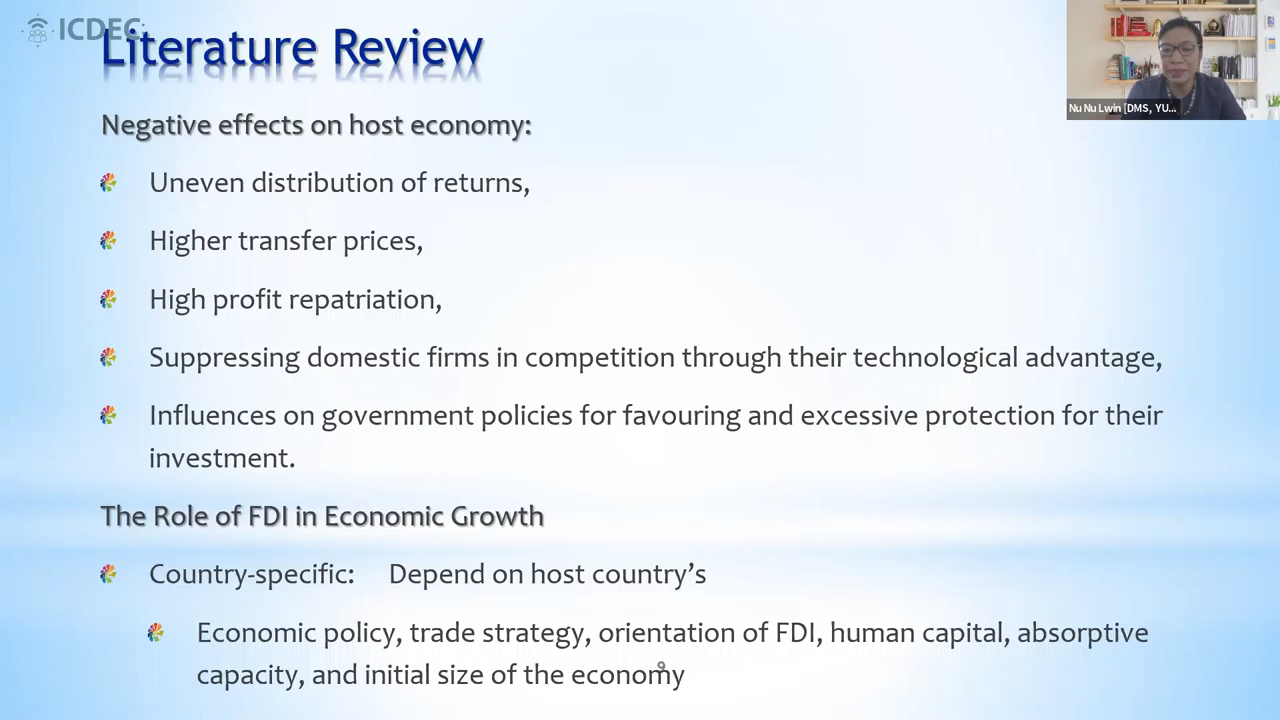 ICDEC
Literature Review
Nu Nu Lwin [DMS, YU...
Negative effects on host economy:
Uneven distribution of returns,
Higher transfer prices,
High profit repatriation,
Suppressing domestic firms in competition through their technological advantage,
Influences on government policies for favouring and excessive protection for their
investment.
The Role of FDI in Economic Growth
Country-specific: Depend on host country’s
Economic policy, trade strategy, orientation of FDI, human capital, absorptive
capacity, and initial size of the economy
9